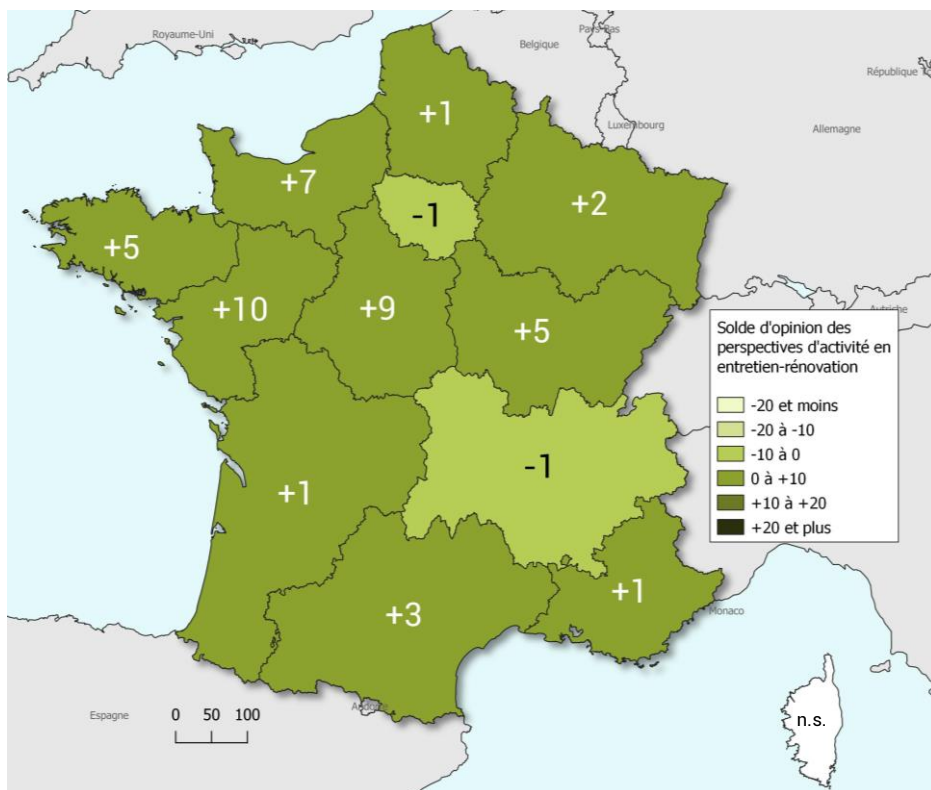 Royaume-Uni
Belgique
Pays-Bas
République T
Luxembourg
Allemagne
+1
+7
-1
+2
+5
+10
+9
+5
Autriche
Solde d'opinion des
perspectives d'activité en
entretien-rénovation
-20 et moins
-20 à -10
-10 à 0
0 à +10
+10 à +20
+20 et plus
-1
+1
+3
+1
Monaco
Espagne
0 50 100
n.s.